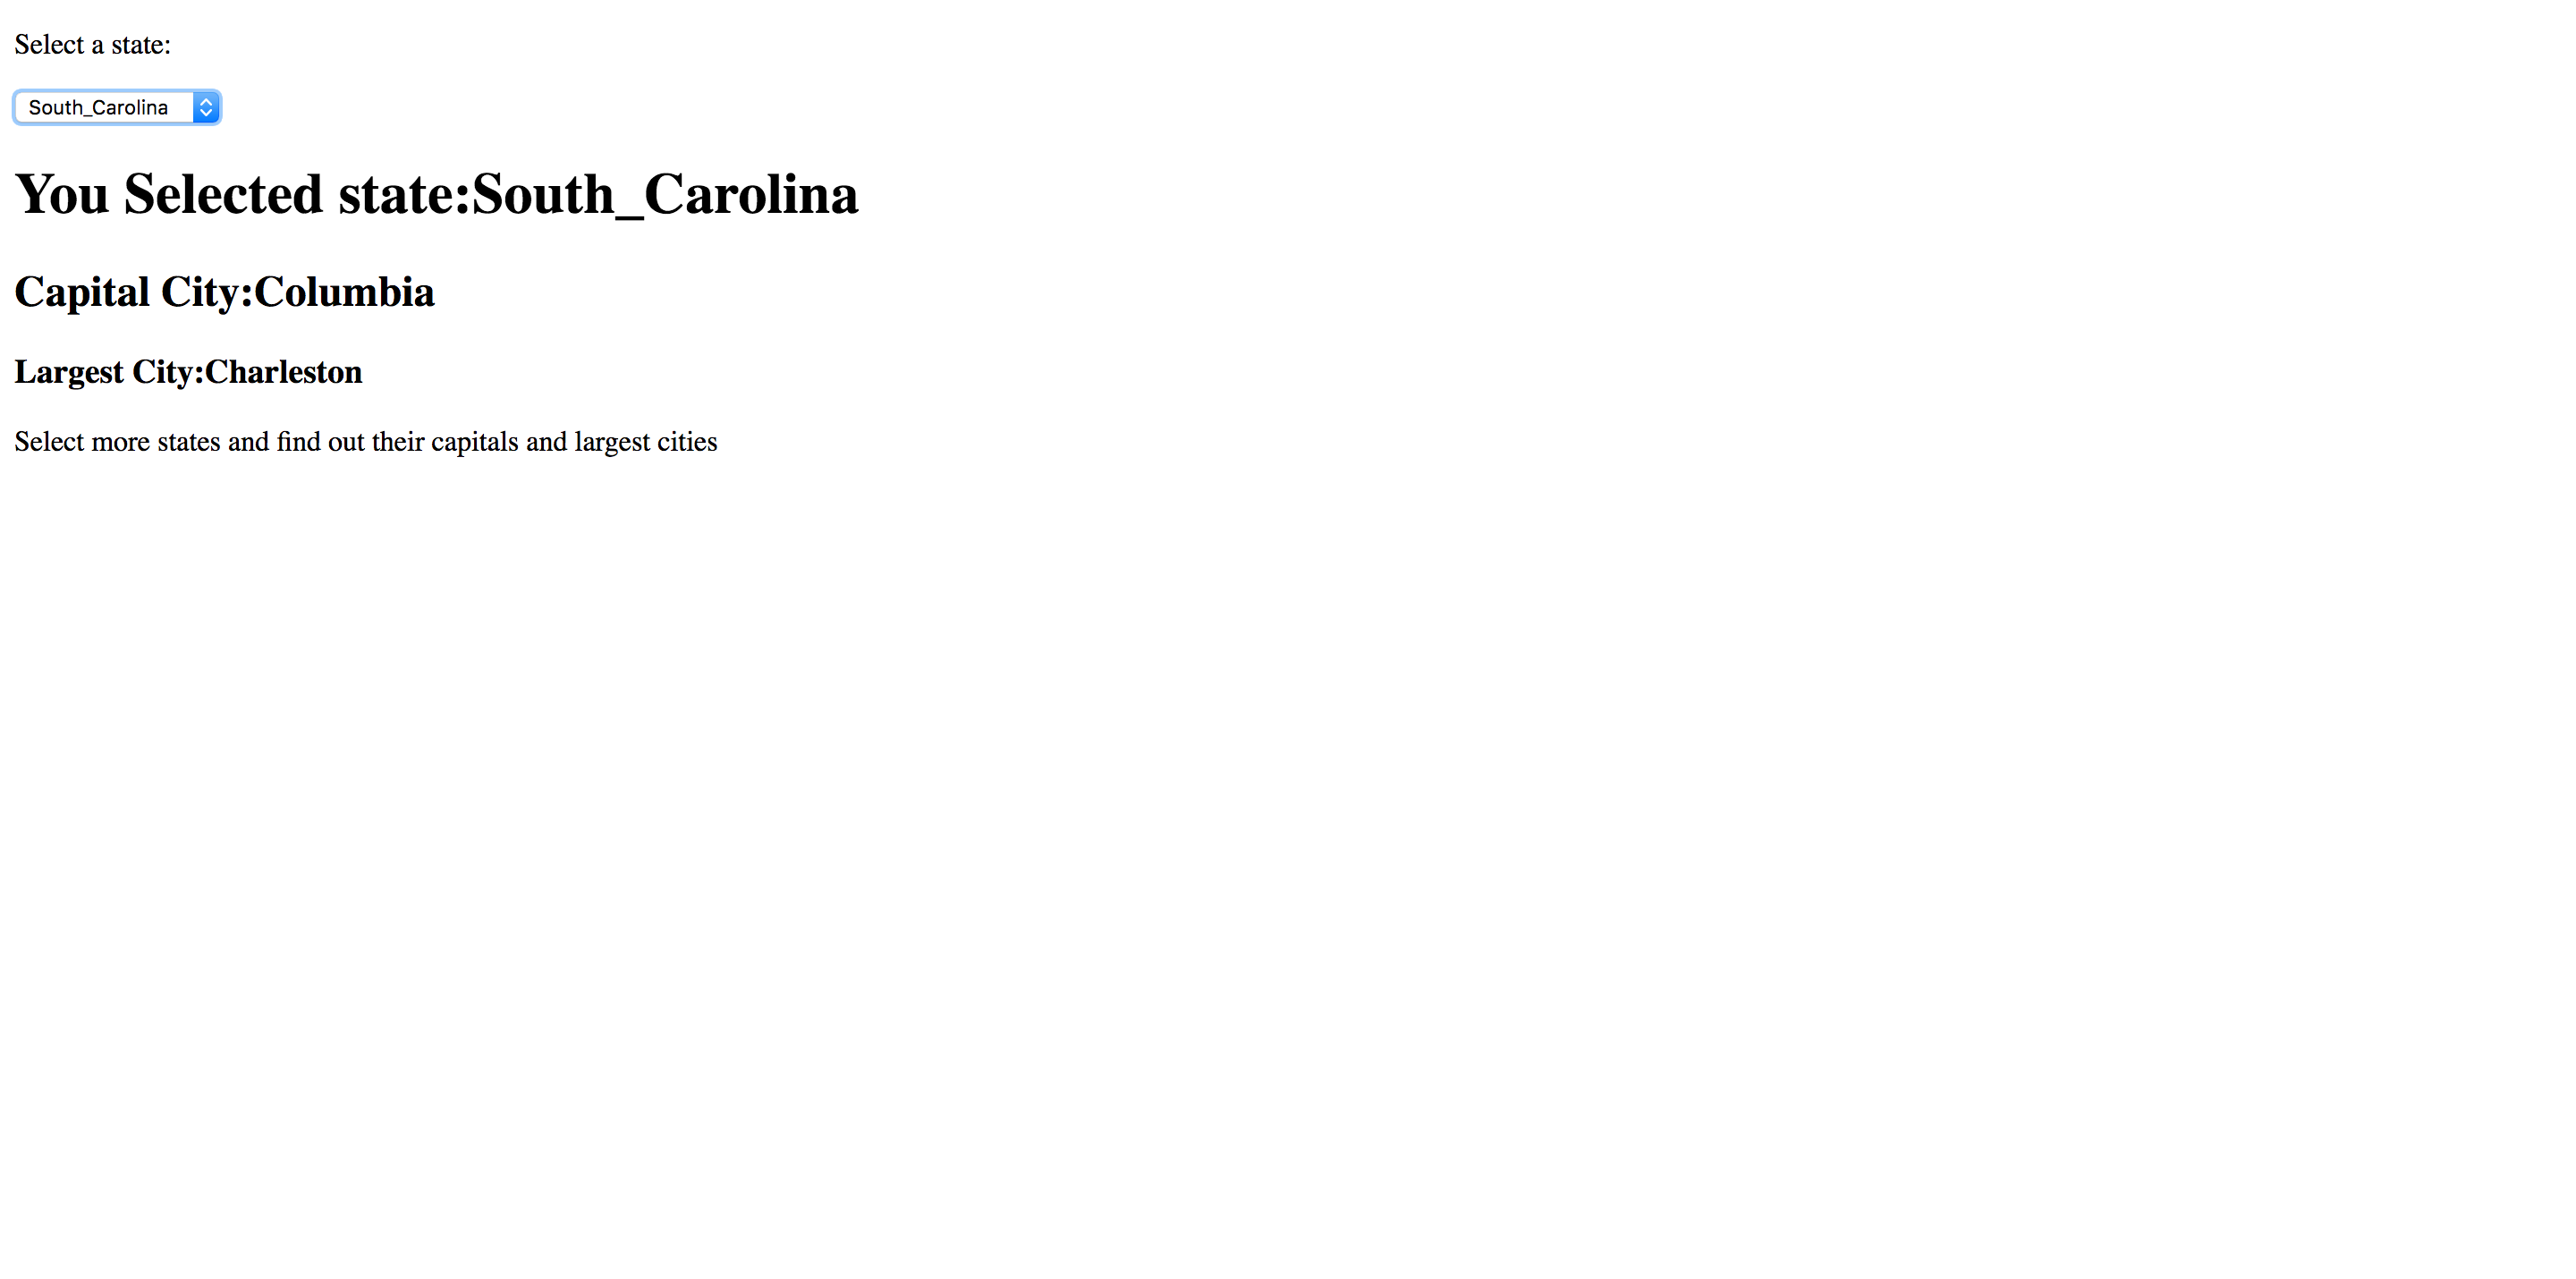 Select a state:
South_Carolina
You Selected state:South_Carolina
Capital City:Columbia
Largest City:Charleston
Select more states and find out their capitals and largest cities